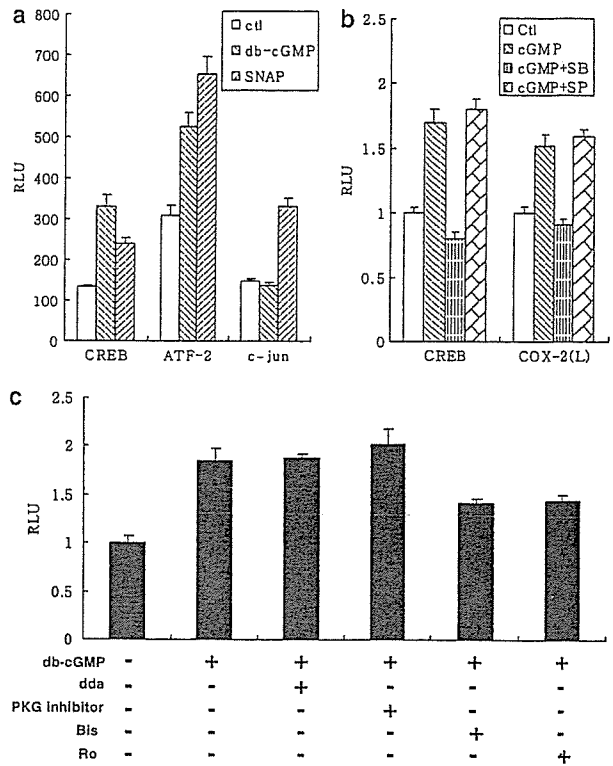 a
800
700
600
500
400
300
200
100
0
RLU
ctl
db-cGMP
SNAP
CREB ATF-2 c-jun
b
2.5
2
1.5
1
0.5
0
RLU
Ctl
cGMP
cGMP+SB
cGMP+SP
CREB COX-2(L)
c
2.5
2
1.5
1
0.5
0
RLU
db-cGMP - + + + + +
dda - - + - - -
PKG inhibitor - - - + - -
Bis - - - - + -
Ro - - - - - +